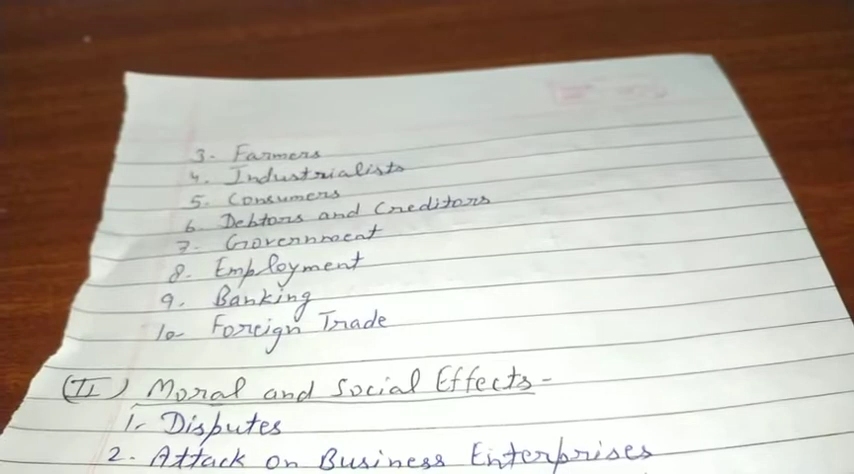 3. Farmers
4. Industrialists
5. Consumers
6. Debtors and Creditors
7. Government
8. Employment
9. Banking
10- Foreign Trade
(II) Moral and Social Effects-
1. Disputes
2. Attack on Business Enterprises